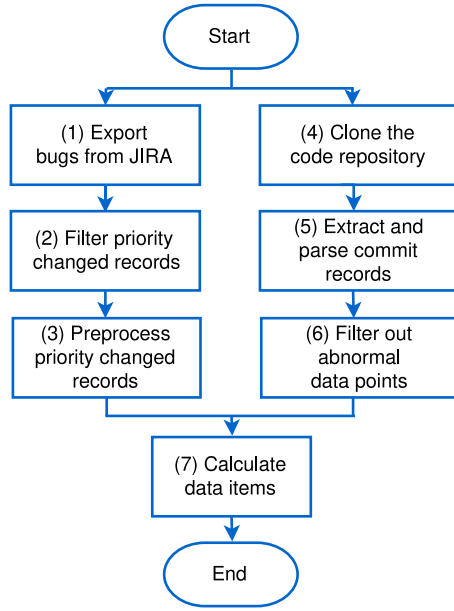 Start
(1) Export
bugs from JIRA
(2) Filter priority
changed records
(3) Preprocess
priority changed
records
(4) Clone the
code repository
(5) Extract and
parse commit
records
(6) Filter out
abnormal
data points
(7) Calculate
data items
End